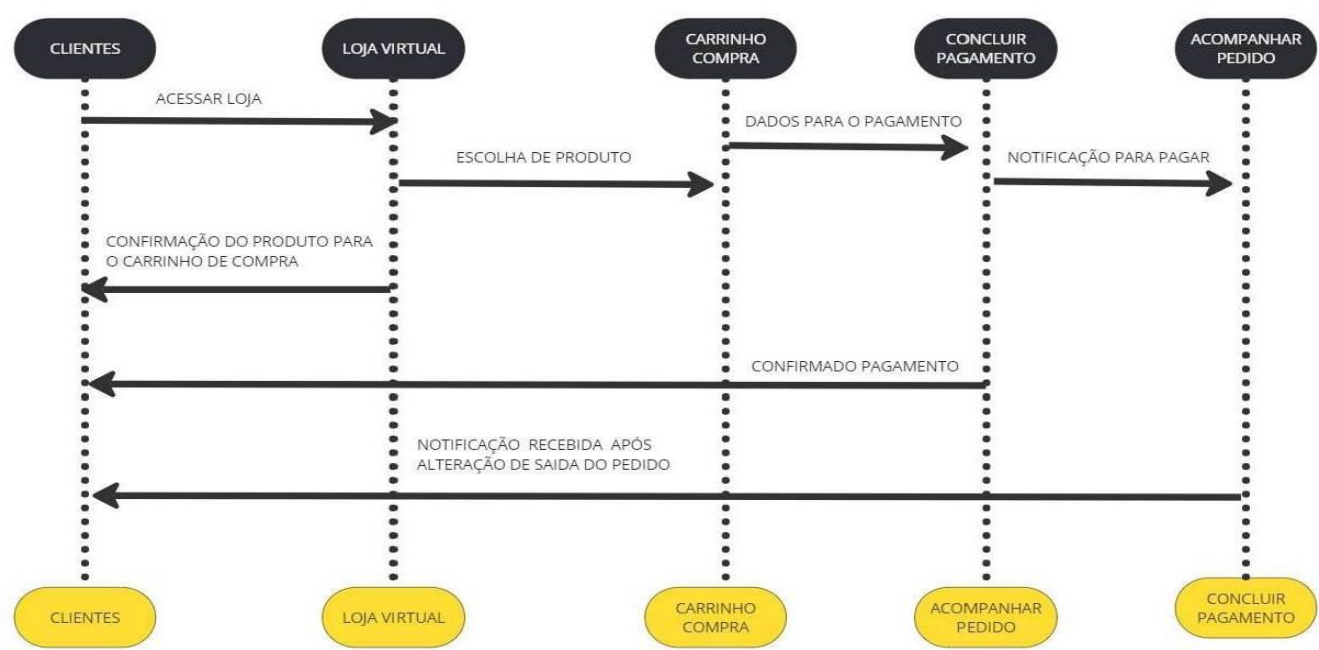 CLIENTES
LOJA VIRTUAL
CARRINHO
COMPRA
CONCLUIR
PAGAMENTO
ACOMPANHAR
PEDIDO
ACESSAR LOJA
DADOS PARA O PAGAMENTO
ESCOLHA DE PRODUTO
NOTIFICAÇÃO PARA PAGAR
CONFIRMAÇÃO DO PRODUTO PARA
O CARRINHO DE COMPRA
CONFIRMADO PAGAMENTO
NOTIFICAÇÃO RECEBIDA APÓS
ALTERAÇÃO DE SAIDA DO PEDIDO
CLIENTES
LOJA VIRTUAL
CARRINHO
COMPRA
ACOMPANHAR
PEDIDO
CONCLUIR
PAGAMENTO